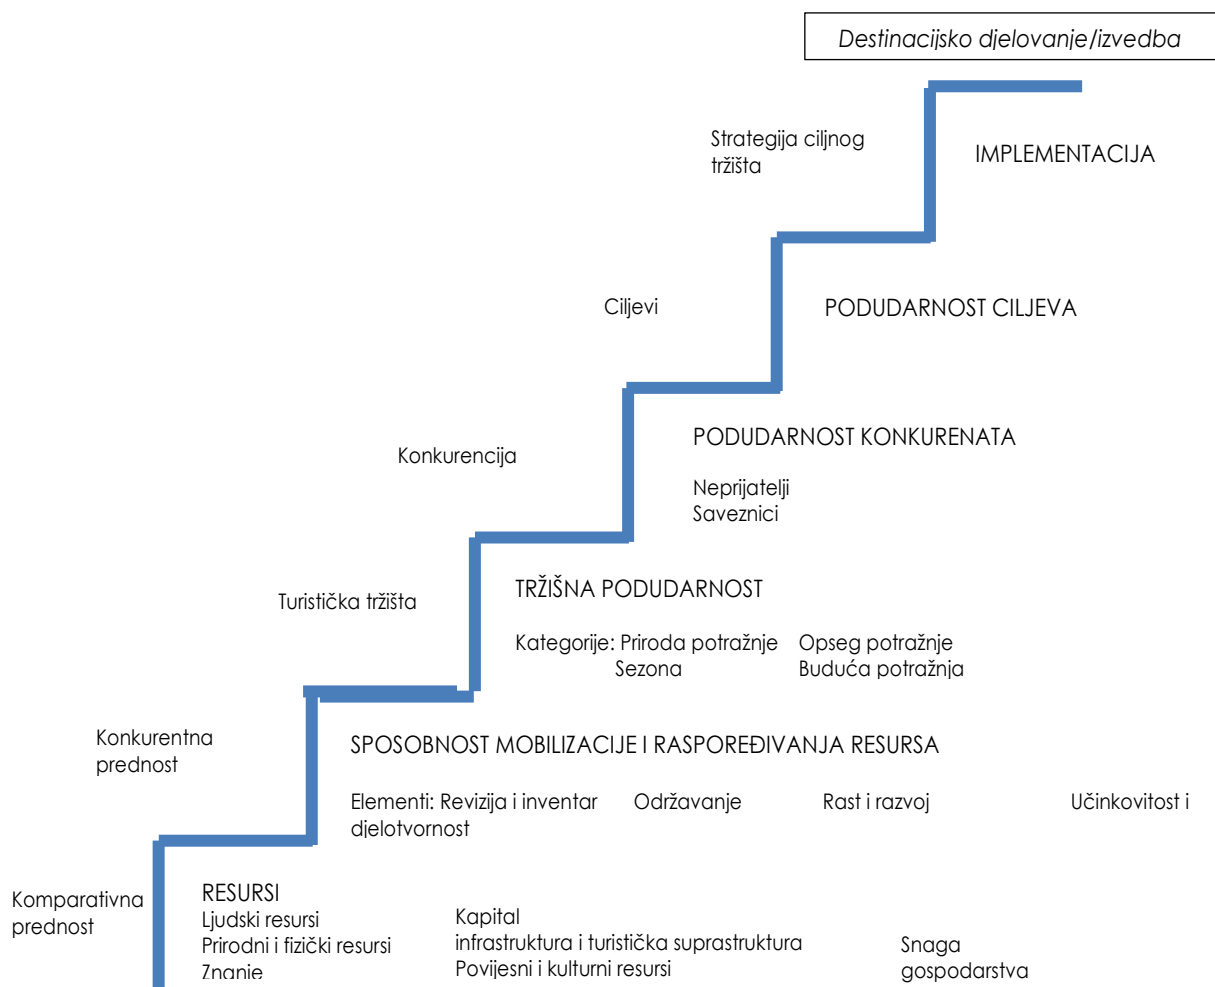 Destinacijsko djelovanje/izvedba
Strategija ciljnog
tržišta
IMPLEMENTACIJA
Ciljevi
PODUDARNOST CILJEVA
Konkurencija
PODUDARNOST KONKURENATA
Neprijatelji
Saveznici
Turistička tržišta
TRŽIŠNA PODUDARNOST
Kategorije: Priroda potražnje Opseg potražnje
Sezona Buduća potražnja
Konkurentna
prednost
SPOSOBNOST MOBILIZACIJE I RASPOREĐIVANJA RESURSA
Elementi: Revizija i inventar Održavanje Rast i razvoj Učinkovitost i
djelotvornost
Komparativna
prednost
RESURSI
Ljudski resursi
Prirodni i fizički resursi
Znanje
Kapital
infrastruktura i turistička suprastruktura
Povijesni i kulturni resursi
Snaga
gospodarstva